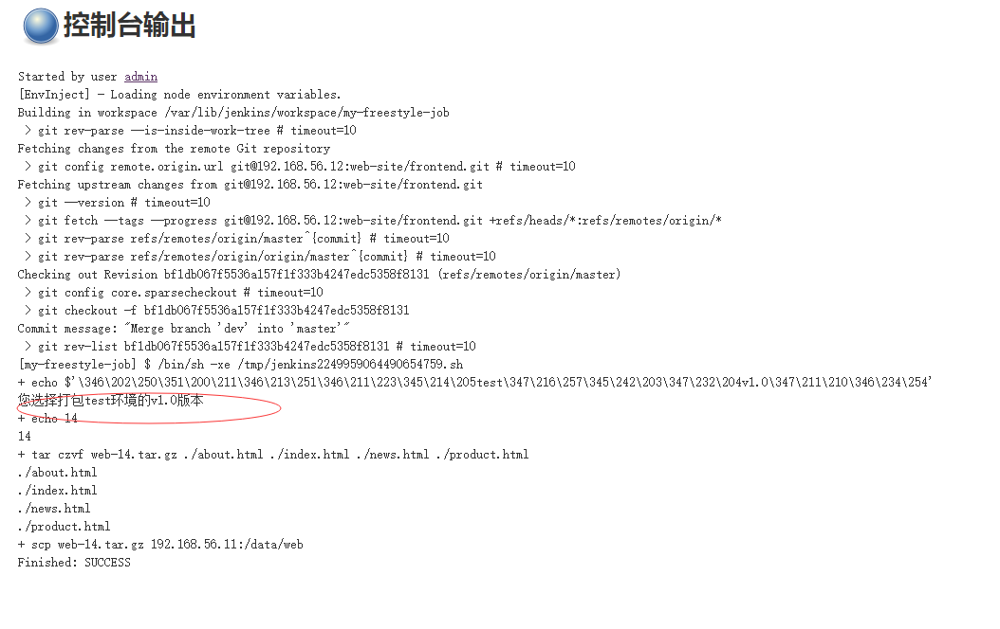 控制台输出
Started by user admin
[EnvInject] - Loading node environment variables.
Building in workspace /var/lib/jenkins/workspace/my-freestyle-job
 > git rev-parse --is-inside-work-tree # timeout=10
Fetching changes from the remote Git repository
 > git config remote.origin.url git@192.168.56.12:web-site/frontend.git # timeout=10
Fetching upstream changes from git@192.168.56.12:web-site/frontend.git
 > git --version # timeout=10
 > git fetch --tags --progress git@192.168.56.12:web-site/frontend.git +refs/heads/*:refs/remotes/origin/*
 > git rev-parse refs/remotes/origin/master^{commit} # timeout=10
 > git rev-parse refs/remotes/origin/origin/master^{commit} # timeout=10
Checking out Revision bf1db067f5536a157f1f333b4247edc5358f8131 (refs/remotes/origin/master)
 > git config core.sparsecheckout # timeout=10
 > git checkout -f bf1db067f5536a157f1f333b4247edc5358f8131
Commit message: "Merge branch 'dev' into 'master'"
 > git rev-list bf1db067f5536a157f1f333b4247edc5358f8131 # timeout=10
[my-freestyle-job] $ /bin/sh -xe /tmp/jenkins2249959064490654759.sh
+ echo $'\346\202\250\351\200\211\346\213\251\346\211\223\345\214\205test\347\216\257\345\242\203\347\232\204v1.0\347\211\210\346\234\254'
您选择打包test环境的v1.0版本
+ echo 14
14
+ tar czvf web-14.tar.gz ./about.html ./index.html ./news.html ./product.html
./about.html
./index.html
./news.html
./product.html
+ scp web-14.tar.gz 192.168.56.11:/data/web
Finished: SUCCESS